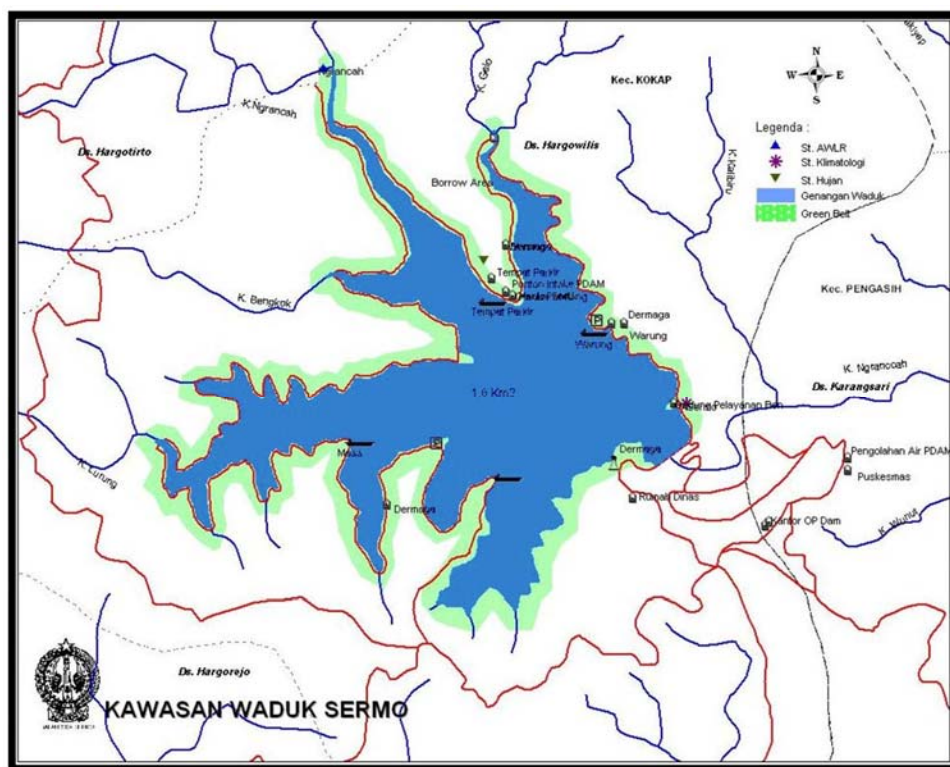 Ngrancah
K. Gelo
Kec. KOKAP
N
W E
S
K.Ngrancah
Ds. Hargotirto
Ds. Hargowilis
Legenda :
St. AWLR
St. Klimatologi
St. Hujan
Genangan Waduk
Green Belt
Borrow Area
Tempat Parkir
Ponton Intake PDAM
Tempat Parkir
K. Bengkok
P
Dermaga
Warung
Warung
Kec. PENGASIH
K. Ngrancah
Ds. Karangsari
1.6 Km2
P
K. Lutung
Dermaga
Pengolahan Air PDAM
Puskesmas
Rumah Dinas
Dermaga
Kantor OP Dam
K. Wunut
Ds. Hargorejo
KAWASAN WADUK SERMO